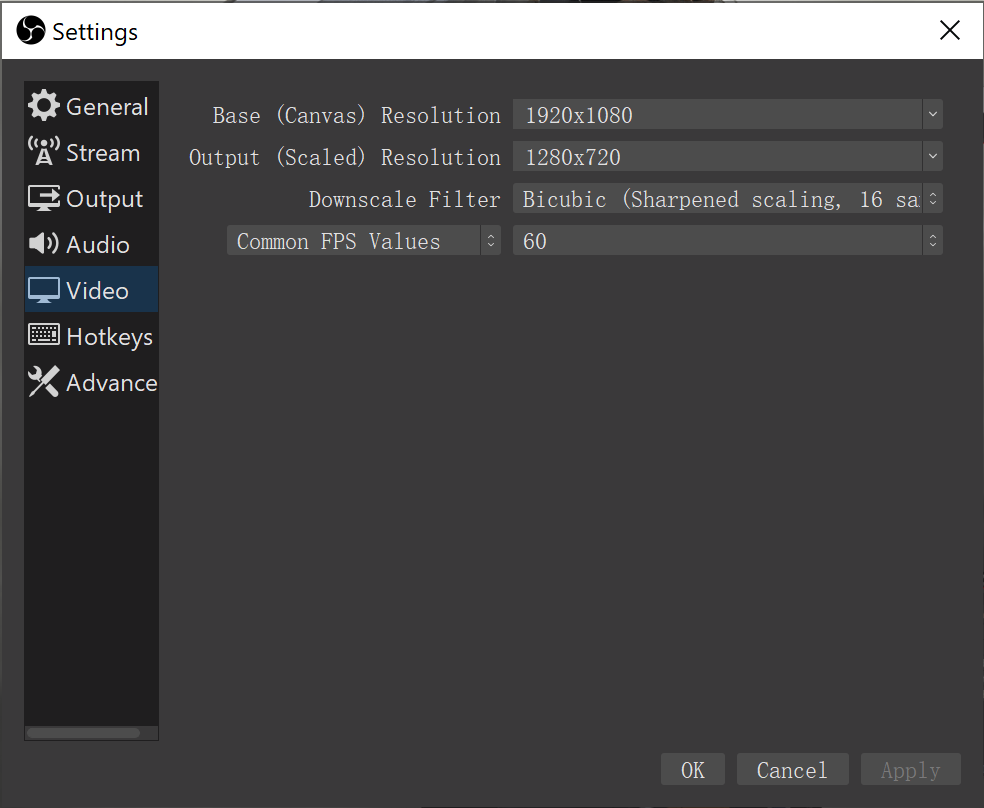 Settings
General
Stream
Output
Audio
Video
Hotkeys
Advance
Base (Canvas) Resolution 1920x1080
Output (Scaled) Resolution 1280x720
Downscale Filter Bicubic (Sharpened scaling, 16 sa
Common FPS Values 60
OK Cancel Apply